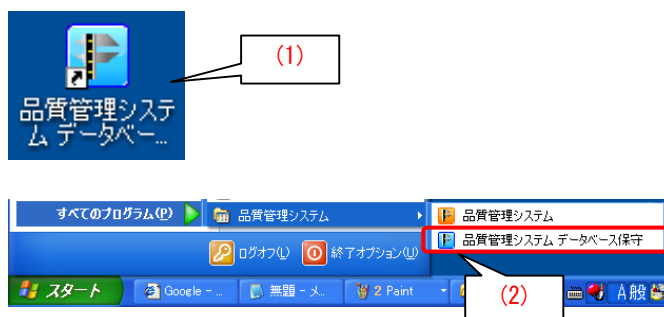 (1)
品質管理システ
ム データベー...
すべてのプログラム(P)
品質管理システム
品質管理システム
品質管理システム データベース保守
ログオフ(L)
終了オプション(U)
スタート
Google - ...
無題 - メ...
2 Paint
(2)
A 般